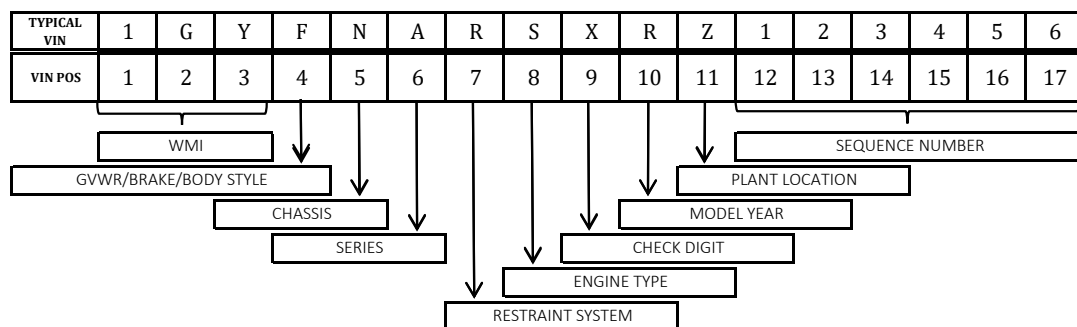 TYPICAL VIN 1 G Y F N A R S X R Z 1 2 3 4 5 6
VIN POS 1 2 3 4 5 6 7 8 9 10 11 12 13 14 15 16 17
WMI SEQUENCE NUMBER
GVWR/BRAKE/BODY STYLE PLANT LOCATION
CHASSIS MODEL YEAR
SERIES CHECK DIGIT
ENGINE TYPE
RESTRAINT SYSTEM